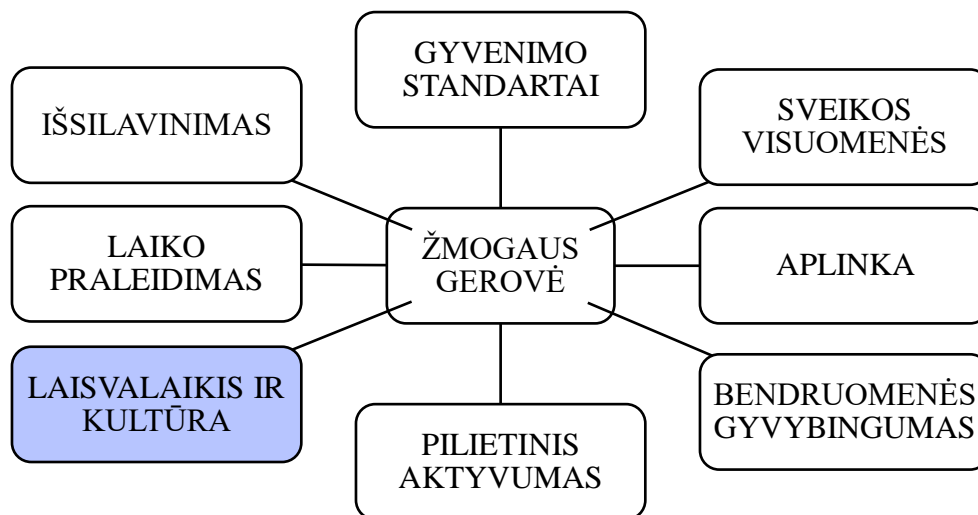 GYVENIMO
STANDARTAI
IŠSILAVINIMAS
SVEIKOS
VISUOMENĖS
LAIKO
PRALEIDIMAS
ŽMOGAUS
GEROVĖ
APLINKA
LAISVALAIKIS IR
KULTŪRA
PILIETINIS
AKTYVUMAS
BENDRUOMENĖS
GYVYBINGUMAS